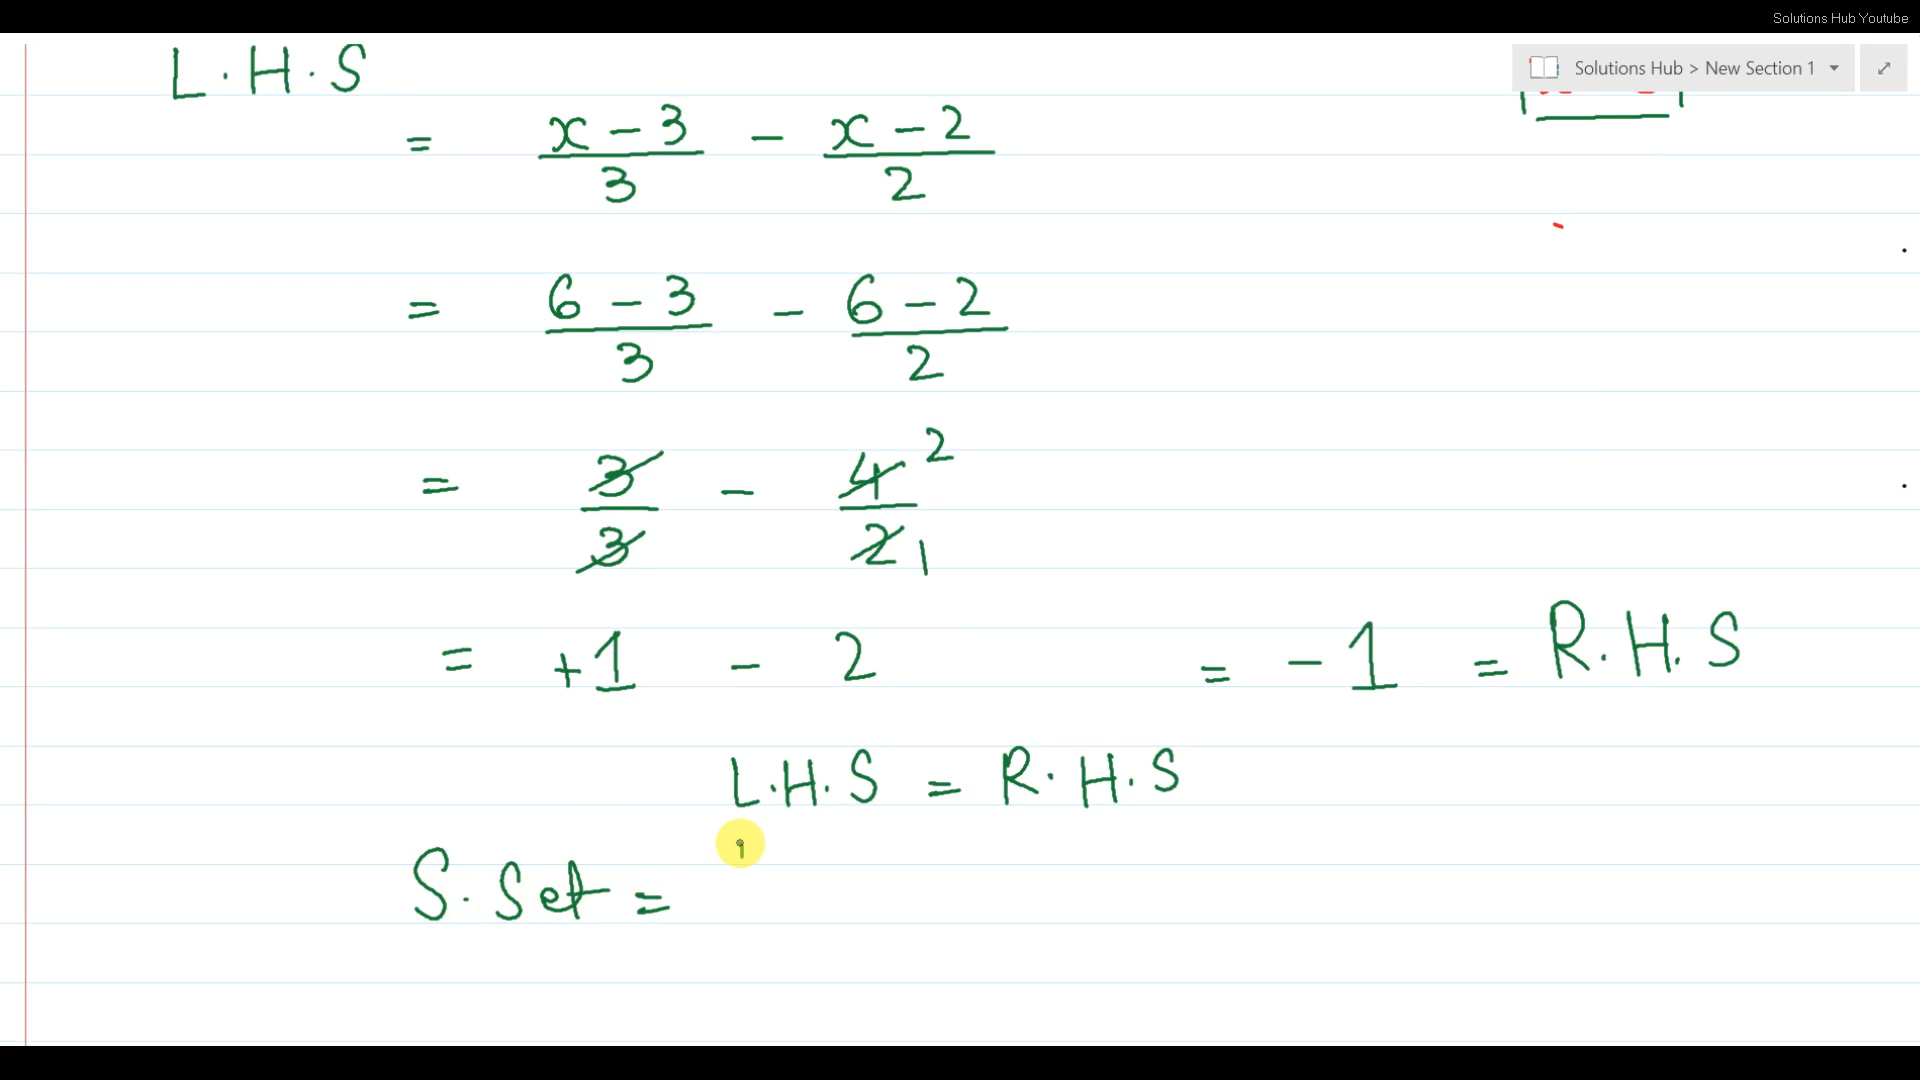 Solutions Hub Youtube
Solutions Hub > New Section 1
L.H.S
= x - 3 / 3 - x - 2 / 2
= 6 - 3 / 3 - 6 - 2 / 2
= 3 / 3 - 4 2 / 2 1
= +1 - 2 = -1 = R.H.S
L.H.S = R.H.S
S.Set =